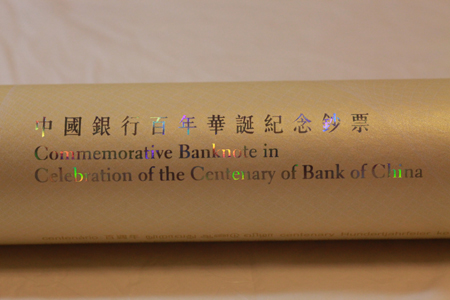 中國銀行百年華誕紀念鈔票
Commemorative Banknote in
Celebration of the Centenary of Bank of China